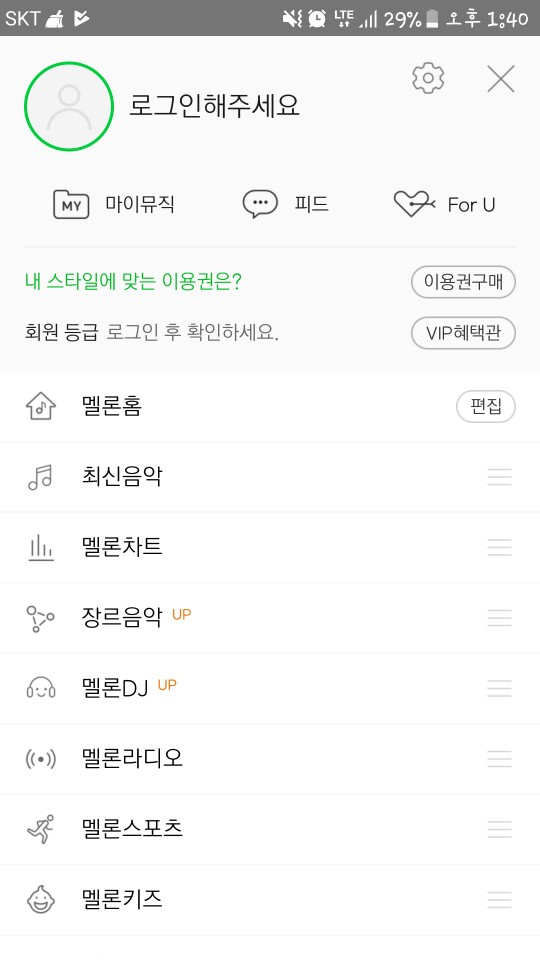 SKT LTE 29% 오후 1:40
로그인해주세요
MY 마이뮤직 피드 For U
내 스타일에 맞는 이용권은? 이용권구매
회원 등급 로그인 후 확인하세요. VIP혜택관
멜론홈 편집
최신음악
멜론차트
장르음악 UP
멜론DJ UP
멜론라디오
멜론스포츠
멜론키즈